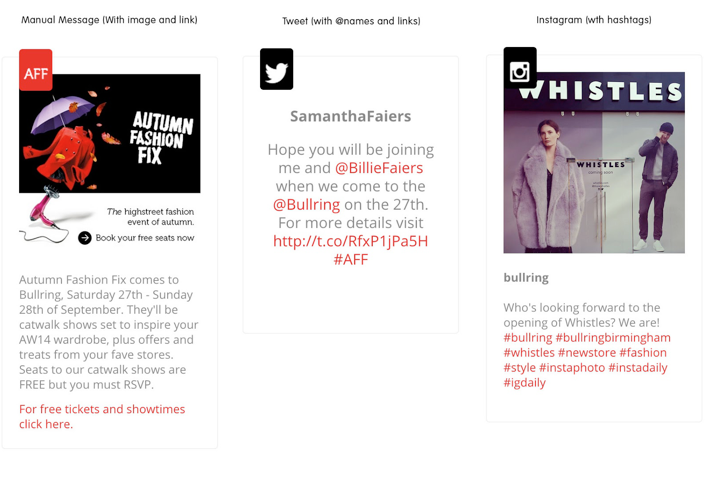 Manual Message (With image and link)
AFF
AUTUMN
FASHION
FIX
The highstreet fashion
event of autumn.
Book your free seats now
Autumn Fashion Fix comes to
Bullring, Saturday 27th - Sunday
28th of September. They'll be
catwalk shows set to inspire your
AW14 wardrobe, plus offers and
treats from your fave stores.
Seats to our catwalk shows are
FREE but you must RSVP.
For free tickets and showtimes
click here.
Tweet (with @names and links)
SamanthaFaiers
Hope you will be joining
me and @BillieFaiers
when we come to the
@Bullring on the 27th.
For more details visit
http://t.co/RfxP1jPa5H
#AFF
Instagram (wth hashtags)
WHISTLES
WHISTLES
bullring
Who's looking forward to the
opening of Whistles? We are!
#bullring #bullringbirmingham
#whistles #newstore #fashion
#style #instaphoto #instadaily
#igdaily